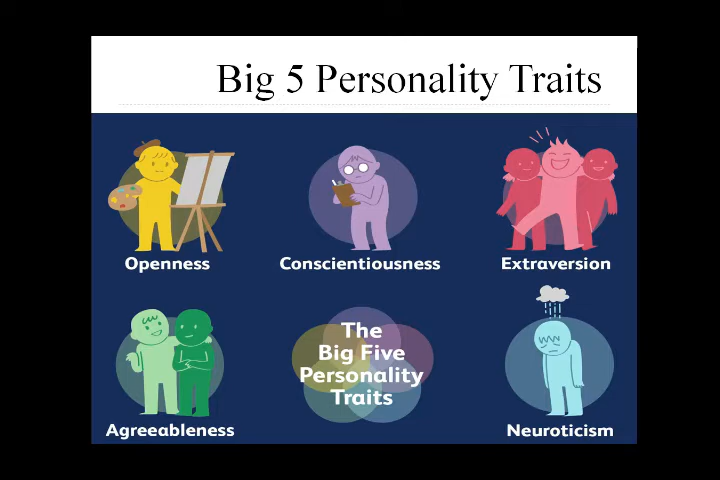 Big 5 Personality Traits
Openness
Conscientiousness
Extraversion
Agreeableness
The
Big Five
Personality
Traits
Neuroticism